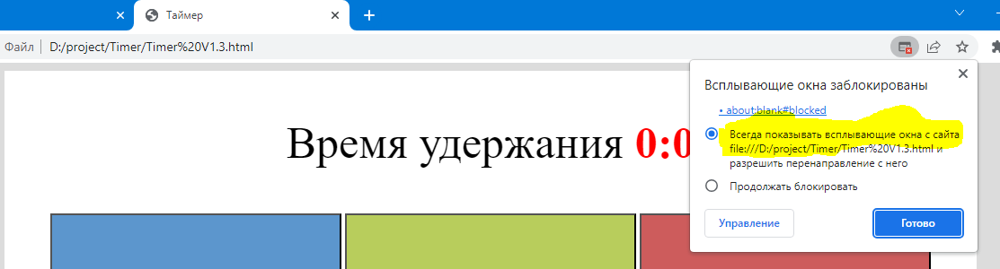 Таймер
Файл D:/project/Timer/Timer%20V1.3.html
Всплывающие окна заблокированы
• about:blank#blocked
Всегда показывать всплывающие окна с сайта
file:///D:/project/Timer/Timer%20V1.3.html и
разрешить перенаправление с него
Продолжать блокировать
Управление Готово
Время удержания 0:0